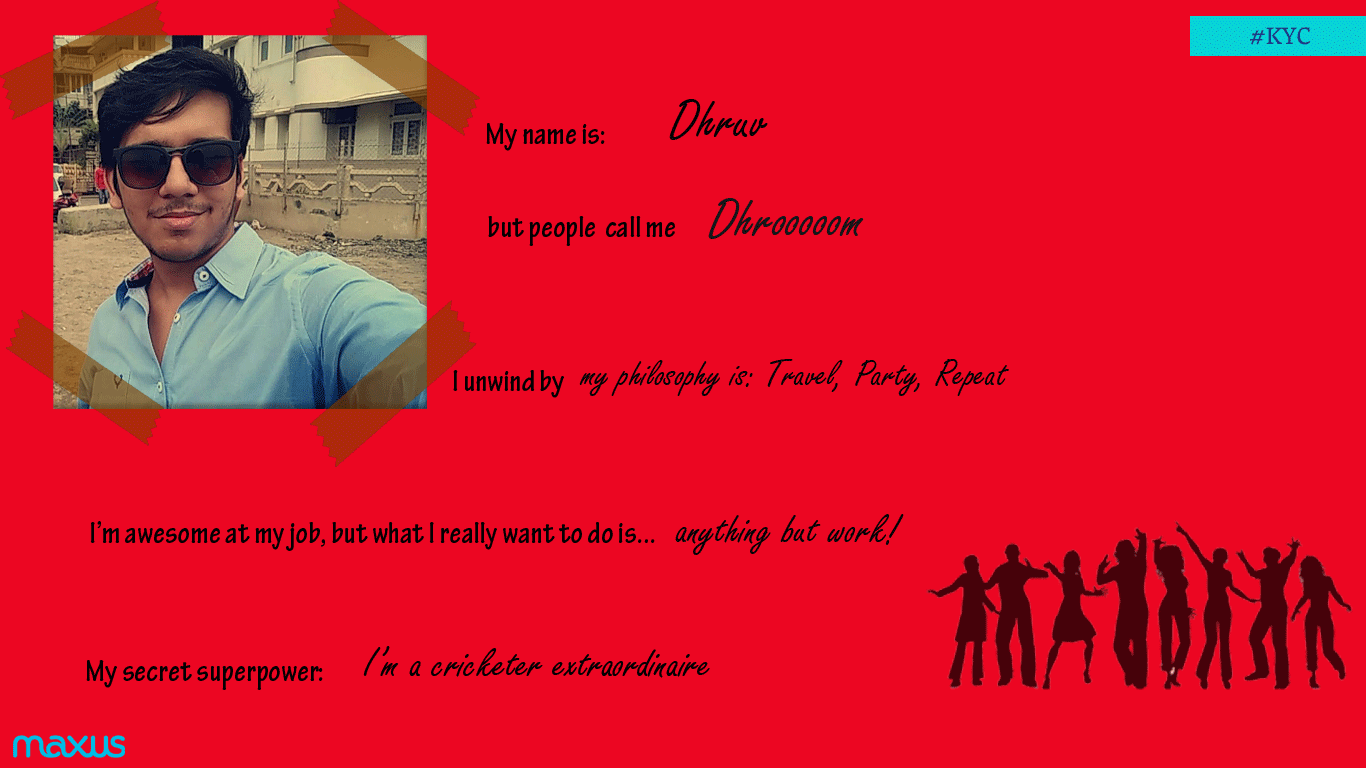 #KYC
My name is: Dhruv
but people call me Dhrooooom
I unwind by my philosophy is: Travel, Party, Repeat
I'm awesome at my job, but what I really want to do is... anything but work!
My secret superpower: I'm a cricketer extraordinaire
maxus